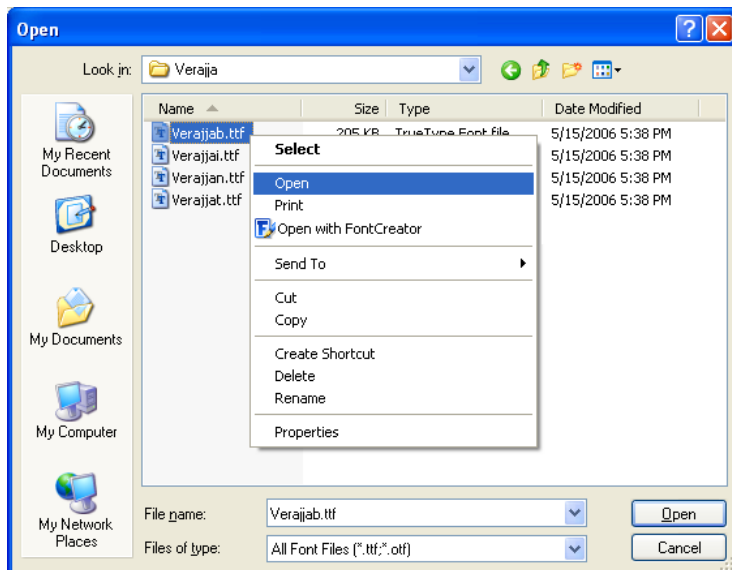 Open
Look in: Verajja
Name Size Type Date Modified
Verajjab.ttf 205 KB TrueType Font file 5/15/2006 5:38 PM
Verajjai.ttf 5/15/2006 5:38 PM
Verajjan.ttf 5/15/2006 5:38 PM
Verajjat.ttf 5/15/2006 5:38 PM
Select
Open
Print
Open with FontCreator
Send To
Cut
Copy
Create Shortcut
Delete
Rename
Properties
My Recent
Documents
Desktop
My Documents
My Computer
My Network
Places
File name: Verajjab.ttf Open
Files of type: All Font Files (*.ttf;*.otf) Cancel